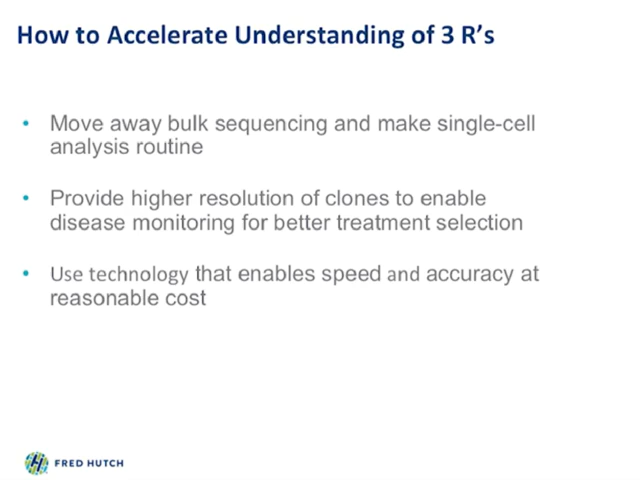 How to Accelerate Understanding of 3 R’s
• Move away bulk sequencing and make single-cell
analysis routine
• Provide higher resolution of clones to enable
disease monitoring for better treatment selection
• Use technology that enables speed and accuracy at
reasonable cost
FRED HUTCH